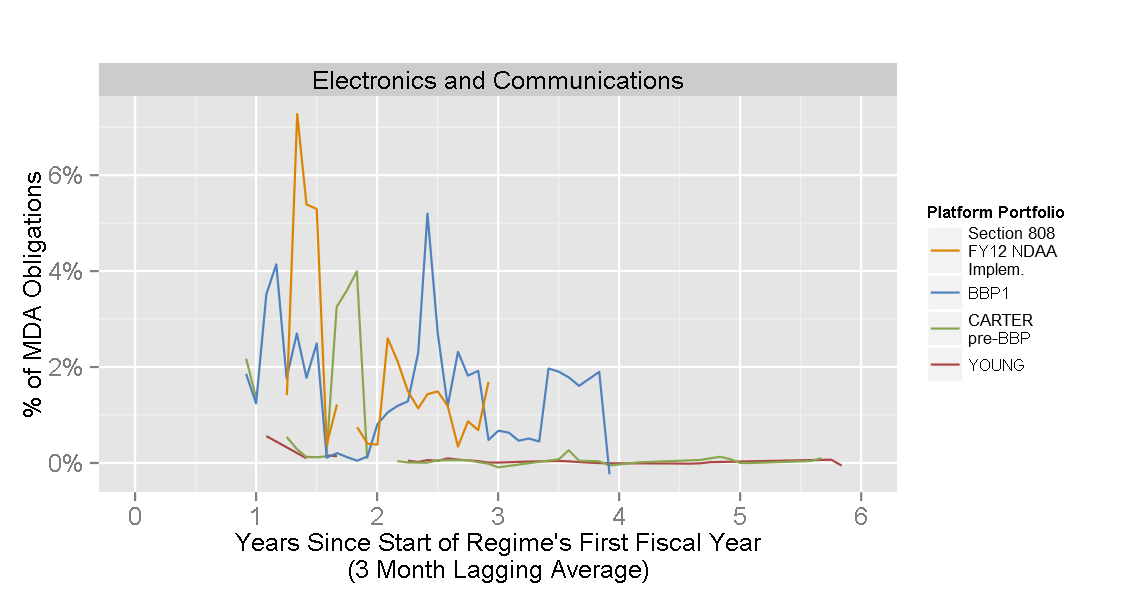 Electronics and Communications
% of MDA Obligations
6%
4%
2%
0%
0 1 2 3 4 5 6
Years Since Start of Regime's First Fiscal Year
(3 Month Lagging Average)
Platform Portfolio
Section 808
FY12 NDAA
Implem.
BBP1
CARTER
pre-BBP
YOUNG